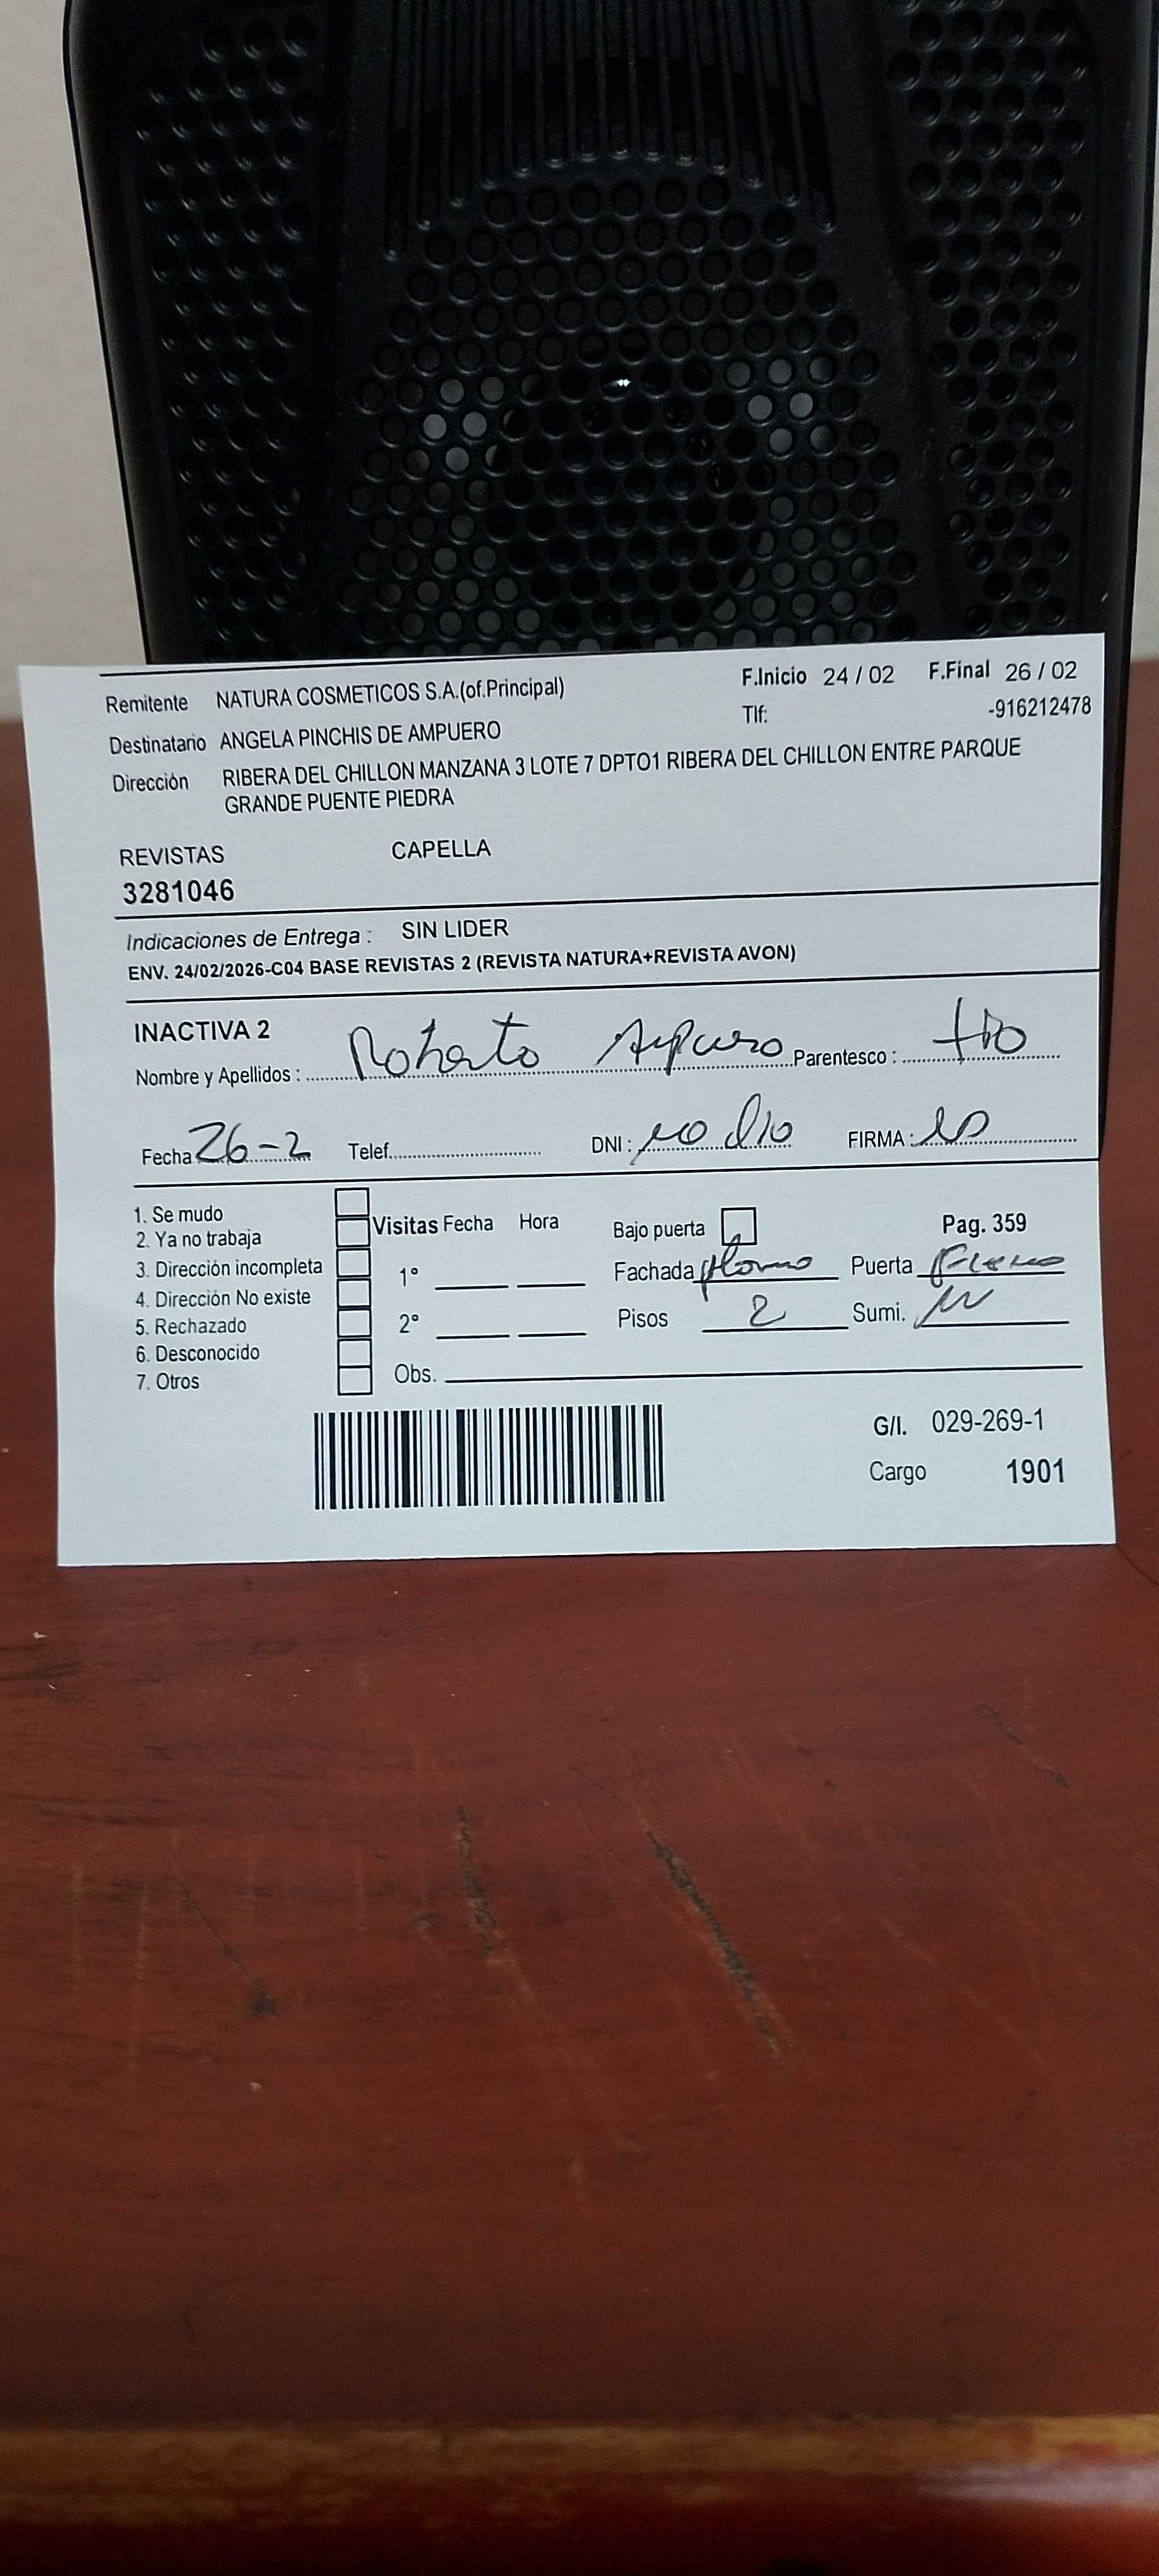 Remitente NATURA COSMETICOS S.A.(of.Principal) F.Inicio 24 / 02 F.Final 26 / 02
Tlf: -916212478
Destinatario ANGELA PINCHIS DE AMPUERO
Dirección RIBERA DEL CHILLON MANZANA 3 LOTE 7 DPTO1 RIBERA DEL CHILLON ENTRE PARQUE
GRANDE PUENTE PIEDRA
REVISTAS CAPELLA
3281046
Indicaciones de Entrega : SIN LIDER
ENV. 24/02/2026-C04 BASE REVISTAS 2 (REVISTA NATURA+REVISTA AVON)
INACTIVA 2
Nombre y Apellidos : Roberto Ampuero Parentesco : tio
Fecha 26-2 Telef. DNI : no dio FIRMA :
1. Se mudo
2. Ya no trabaja Visitas Fecha Hora Bajo puerta Pag. 359
3. Dirección incompleta 1° Fachada Puerta
4. Dirección No existe
5. Rechazado 2° Pisos 2 Sumi.
6. Desconocido
7. Otros Obs.
G/I. 029-269-1
Cargo 1901